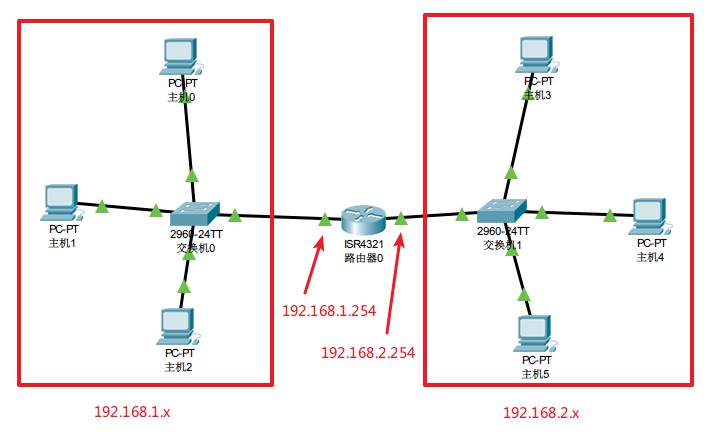 PC-PT
主机0
PC-PT
主机3
PC-PT
主机1
2960-24TT
交换机0
ISR4321
路由器0
2960-24TT
交换机1
PC-PT
主机4
192.168.1.254
192.168.2.254
PC-PT
主机2
PC-PT
主机5
192.168.1.x
192.168.2.x